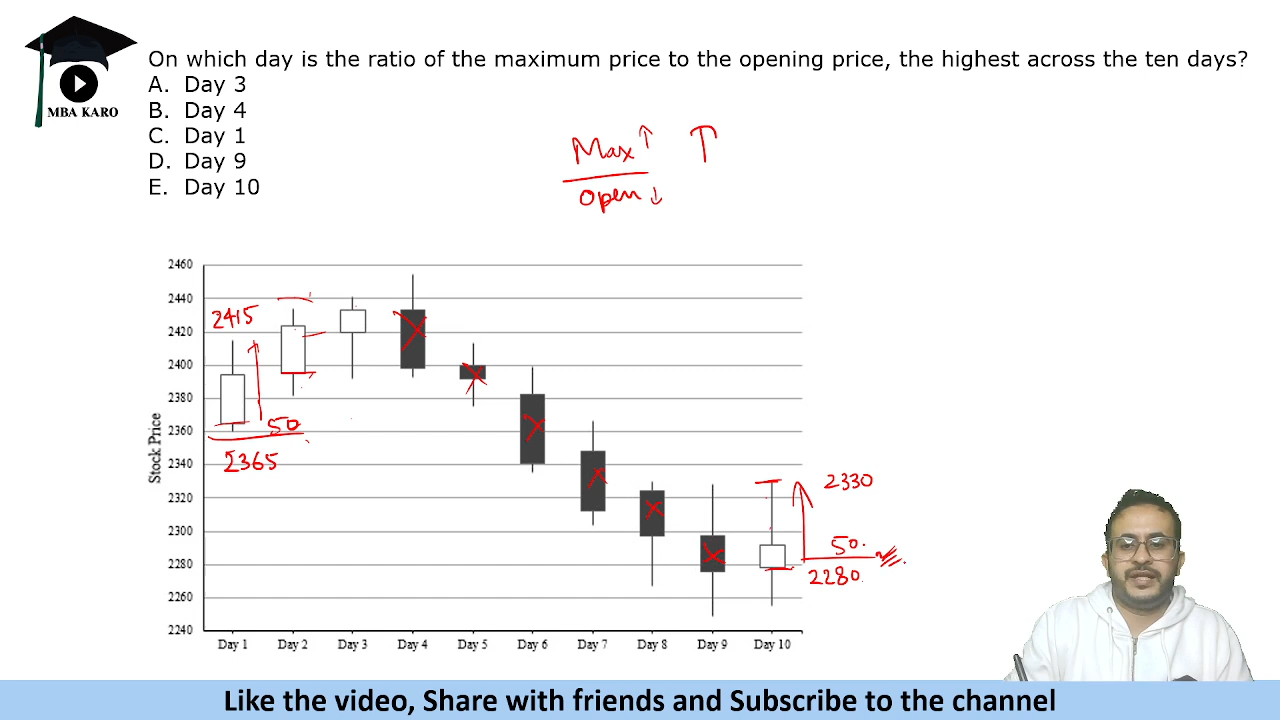 On which day is the ratio of the maximum price to the opening price, the highest across the ten days?
A. Day 3
B. Day 4
C. Day 1
D. Day 9
E. Day 10
MBA KARO
Max
Open
Stock Price
2460
2440
2420
2400
2380
2360
2340
2320
2300
2280
2260
2240
2415
50
2365
2330
50.
2280.
Day 1 Day 2 Day 3 Day 4 Day 5 Day 6 Day 7 Day 8 Day 9 Day 10
Like the video, Share with friends and Subscribe to the channel